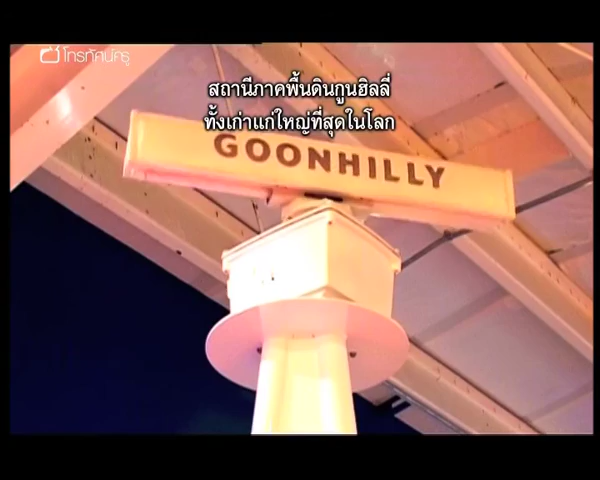 โทรทัศน์ครู
สถานีภาคพื้นดินกูนฮิลลี่
ทั้งเก่าแก่ใหญ่ที่สุดในโลก
GOONHILLY